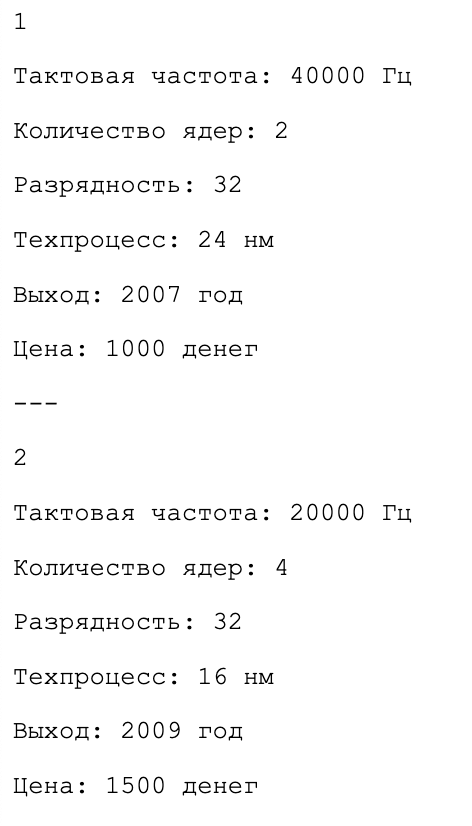 1
Тактовая частота: 40000 Гц
Количество ядер: 2
Разрядность: 32
Техпроцесс: 24 нм
Выход: 2007 год
Цена: 1000 денег
---
2
Тактовая частота: 20000 Гц
Количество ядер: 4
Разрядность: 32
Техпроцесс: 16 нм
Выход: 2009 год
Цена: 1500 денег